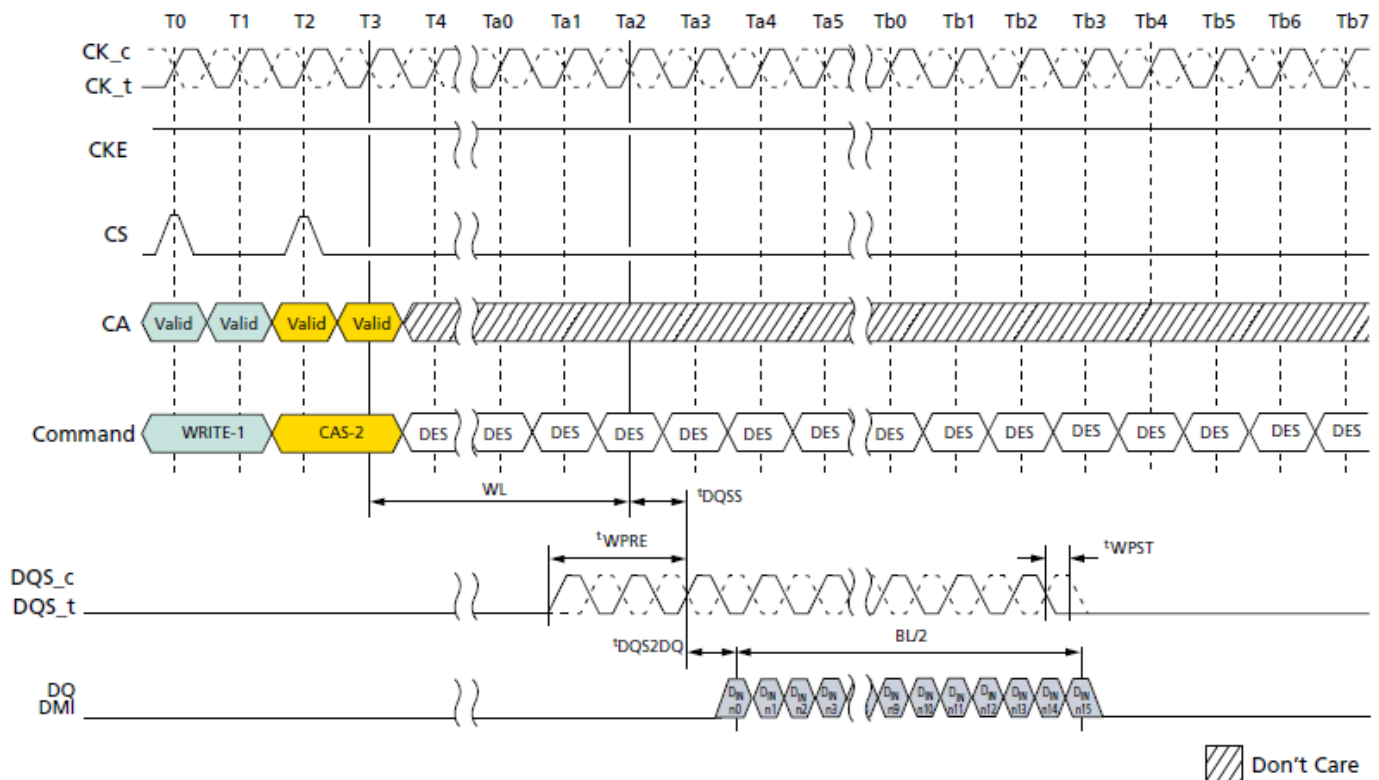 T0 T1 T2 T3 T4 Ta0 Ta1 Ta2 Ta3 Ta4 Ta5 Tb0 Tb1 Tb2 Tb3 Tb4 Tb5 Tb6 Tb7
CK_c
CK_t
CKE
CS
CA Valid Valid Valid Valid
Command WRITE-1 CAS-2 DES DES DES DES DES DES DES DES DES DES DES DES DES DES DES
WL tDQSS
tWPRE tWPST
DQS_c
DQS_t
tDQS2DQ BL/2
DQ DIN DIN DIN DIN DIN DIN DIN DIN DIN DIN DIN
DMI n0 n1 n2 n3 n9 n10 n11 n12 n13 n14 n15
Don't Care